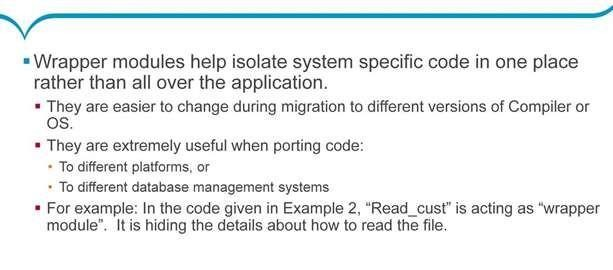 Wrapper modules help isolate system specific code in one place
rather than all over the application.
They are easier to change during migration to different versions of Compiler or
OS.
They are extremely useful when porting code:
To different platforms, or
To different database management systems
For example: In the code given in Example 2, “Read_cust” is acting as “wrapper
module”.  It is hiding the details about how to read the file.